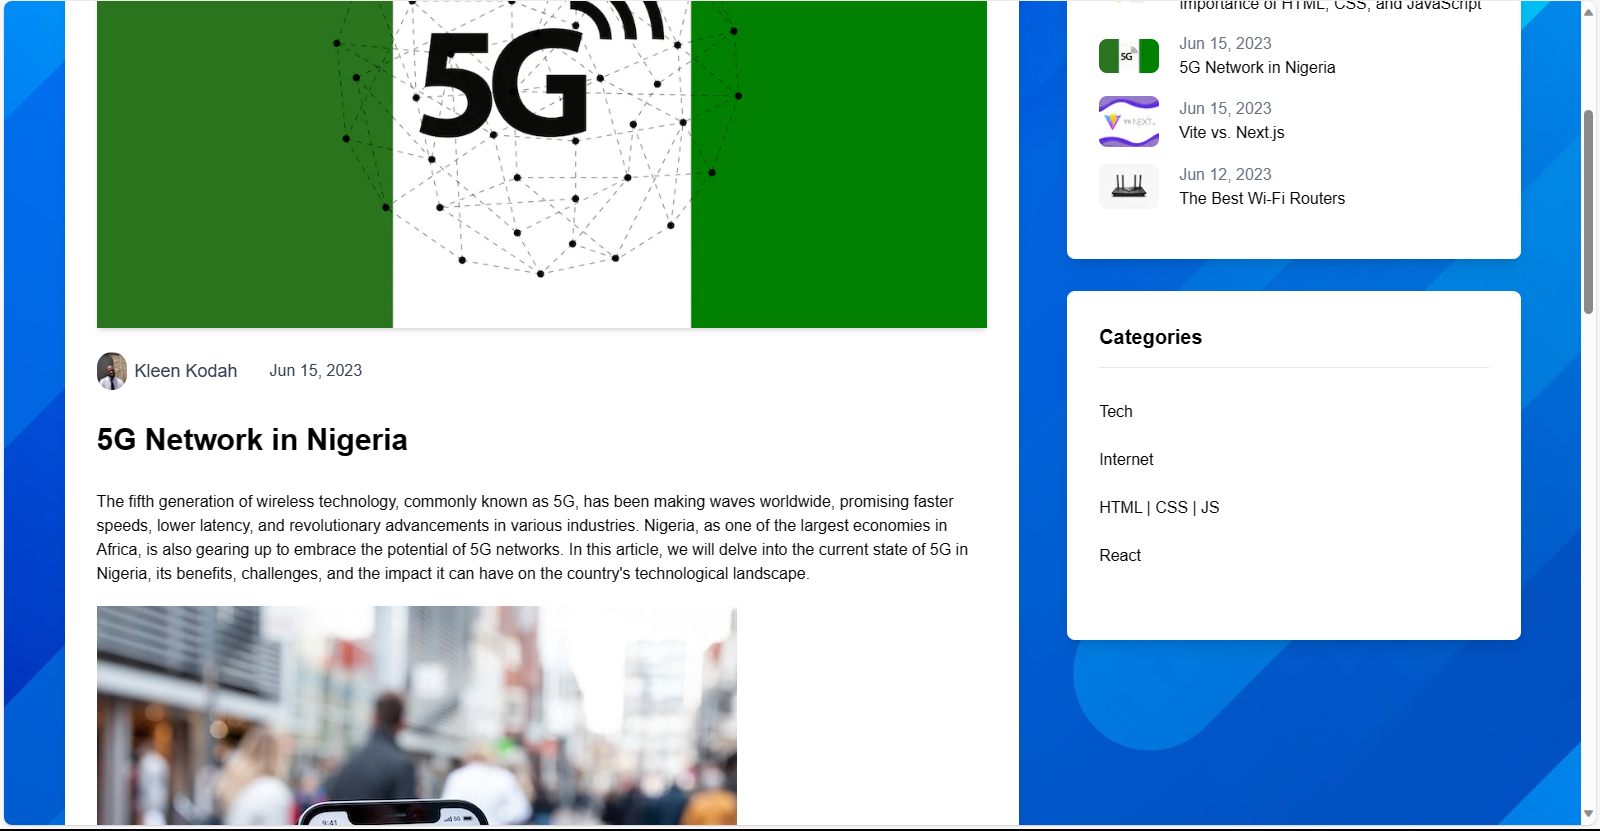 5G
Kleen Kodah
Jun 15, 2023
5G Network in Nigeria
The fifth generation of wireless technology, commonly known as 5G, has been making waves worldwide, promising faster
speeds, lower latency, and revolutionary advancements in various industries. Nigeria, as one of the largest economies in
Africa, is also gearing up to embrace the potential of 5G networks. In this article, we will delve into the current state of 5G in
Nigeria, its benefits, challenges, and the impact it can have on the country's technological landscape.
9:41
5G
Importance of HTML, CSS, and JavaScript
5G
Jun 15, 2023
5G Network in Nigeria
VS NEXT
Jun 15, 2023
Vite vs. Next.js
Jun 12, 2023
The Best Wi-Fi Routers
Categories
Tech
Internet
HTML | CSS | JS
React